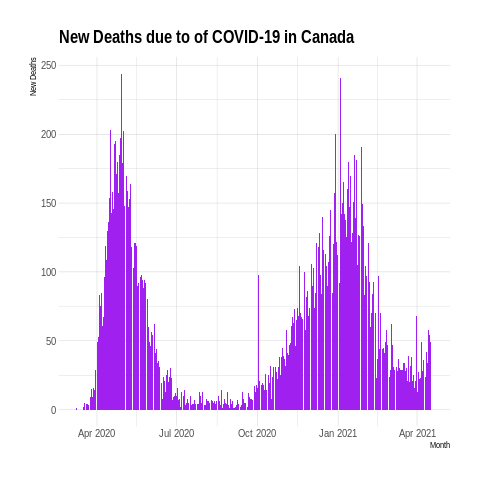 New Deaths due to of COVID-19 in Canada
New Deaths
250
200
150
100
50
0
Apr 2020 Jul 2020 Oct 2020 Jan 2021 Apr 2021
Month